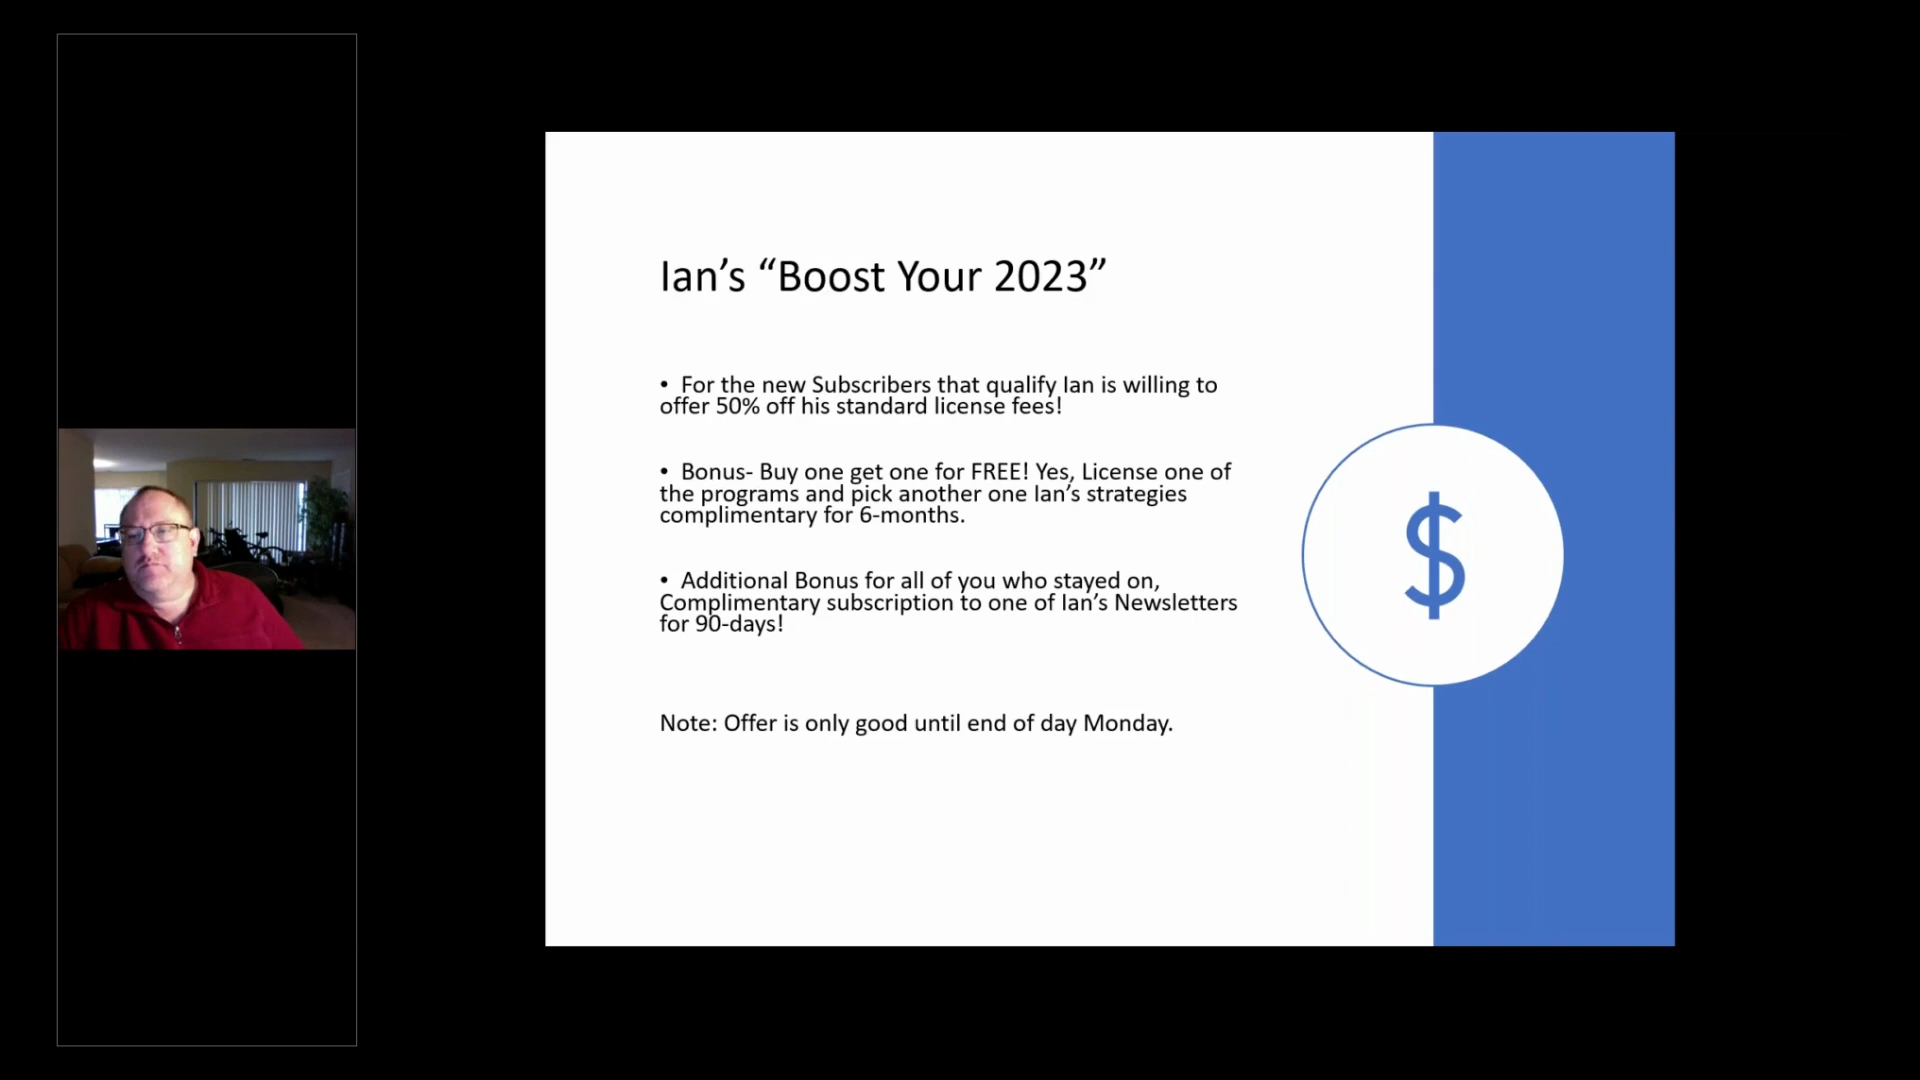 Ian’s “Boost Your 2023”
• For the new Subscribers that qualify Ian is willing to
offer 50% off his standard license fees!
• Bonus- Buy one get one for FREE! Yes, License one of
the programs and pick another one Ian’s strategies
complimentary for 6-months.
• Additional Bonus for all of you who stayed on,
Complimentary subscription to one of Ian’s Newsletters
for 90-days!
Note: Offer is only good until end of day Monday.
$